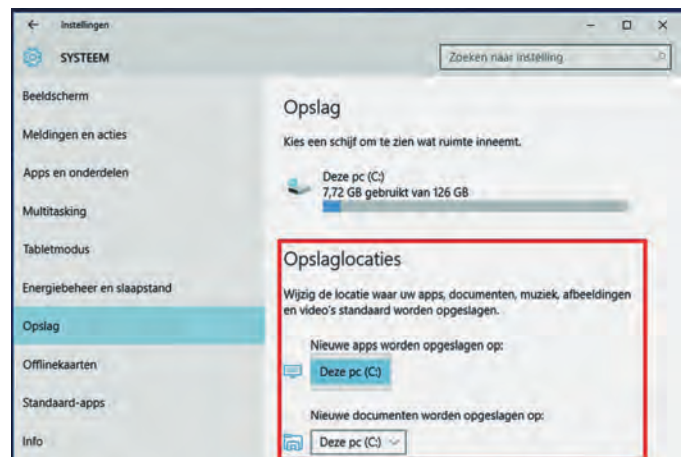 Instellingen
SYSTEEM
Zoeken naar instelling
Beeldscherm
Meldingen en acties
Apps en onderdelen
Multitasking
Tabletmodus
Energiebeheer en slaapstand
Opslag
Offlinekaarten
Standaard-apps
Info
Opslag
Kies een schijf om te zien wat ruimte inneemt.
Deze pc (C:)
7,72 GB gebruikt van 126 GB
Opslaglocaties
Wijzig de locatie waar uw apps, documenten, muziek, afbeeldingen
en video's standaard worden opgeslagen.
Nieuwe apps worden opgeslagen op:
Deze pc (C:)
Nieuwe documenten worden opgeslagen op:
Deze pc (C:)